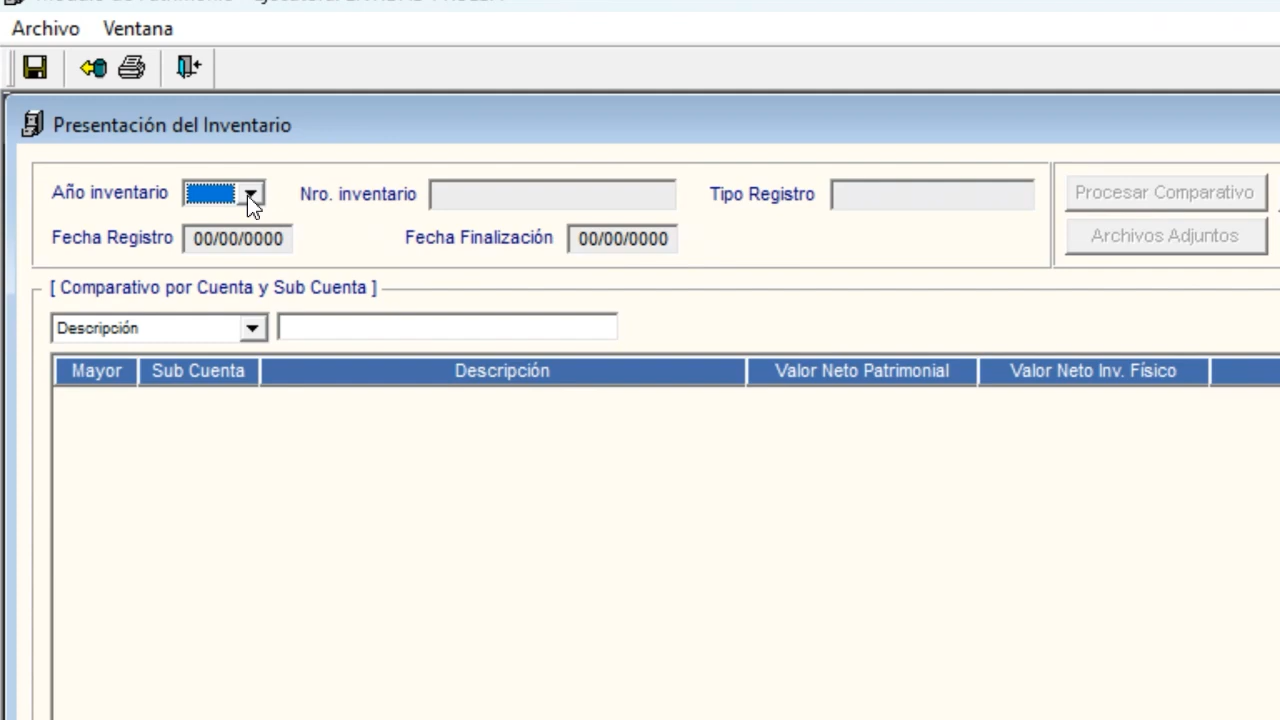 Archivo Ventana
Presentación del Inventario
Año inventario Nro. inventario Tipo Registro Procesar Comparativo
Fecha Registro 00/00/0000 Fecha Finalización 00/00/0000 Archivos Adjuntos
[ Comparativo por Cuenta y Sub Cuenta ]
Descripción
Mayor Sub Cuenta Descripción Valor Neto Patrimonial Valor Neto Inv. Físico